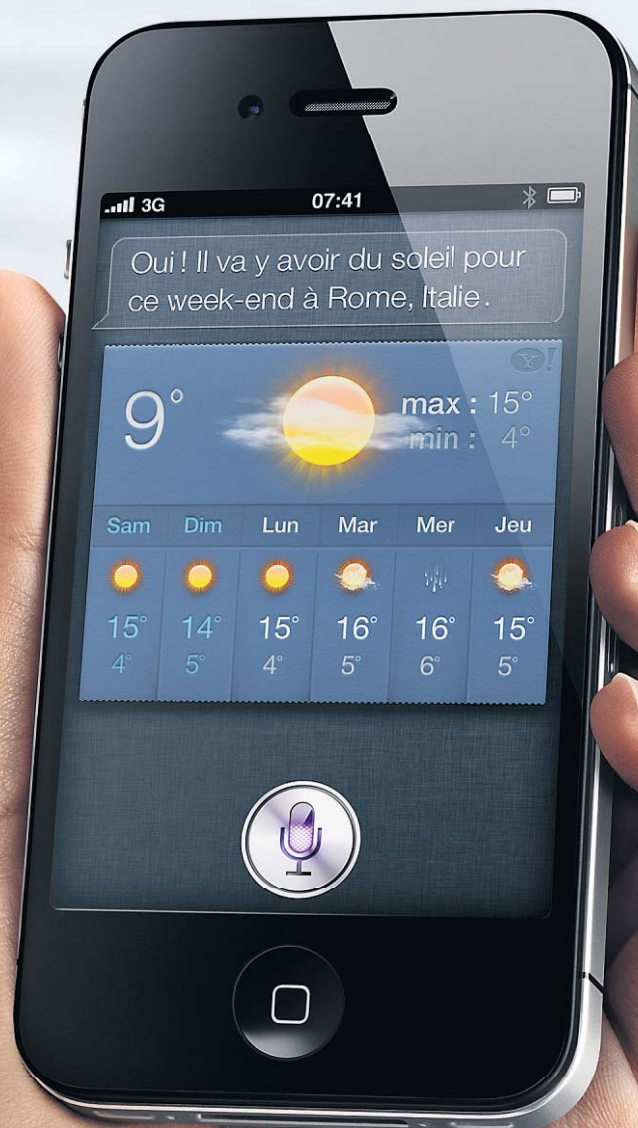 3G 07:41
Oui ! Il va y avoir du soleil pour
ce week-end à Rome, Italie.
Y!
9° max : 15°
min : 4°
Sam Dim Lun Mar Mer Jeu
15° 14° 15° 16° 16° 15°
4° 5° 4° 5° 6° 5°